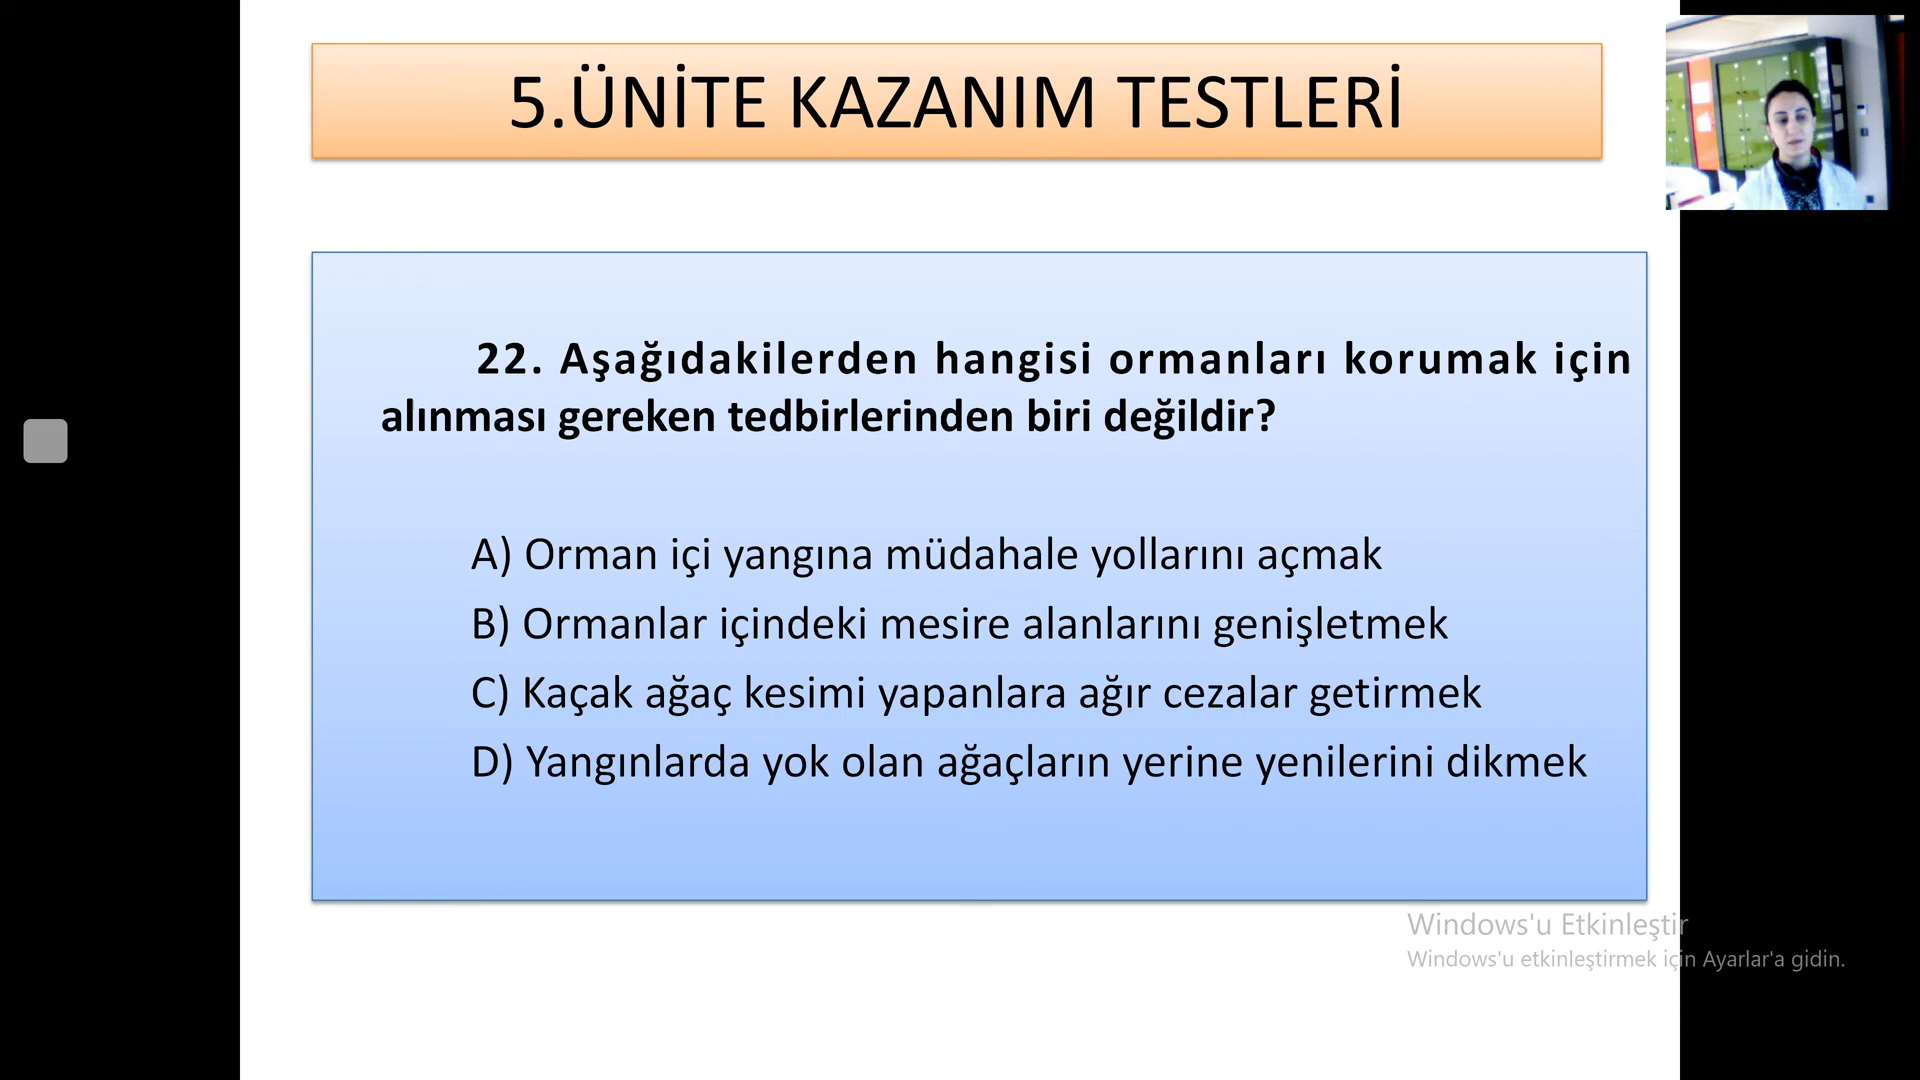 5.ÜNİTE KAZANIM TESTLERİ
22. Aşağıdakilerden hangisi ormanları korumak için
alınması gereken tedbirlerinden biri değildir?
A) Orman içi yangına müdahale yollarını açmak
B) Ormanlar içindeki mesire alanlarını genişletmek
C) Kaçak ağaç kesimi yapanlara ağır cezalar getirmek
D) Yangınlarda yok olan ağaçların yerine yenilerini dikmek
Windows'u Etkinleştir
Windows'u etkinleştirmek için Ayarlar'a gidin.